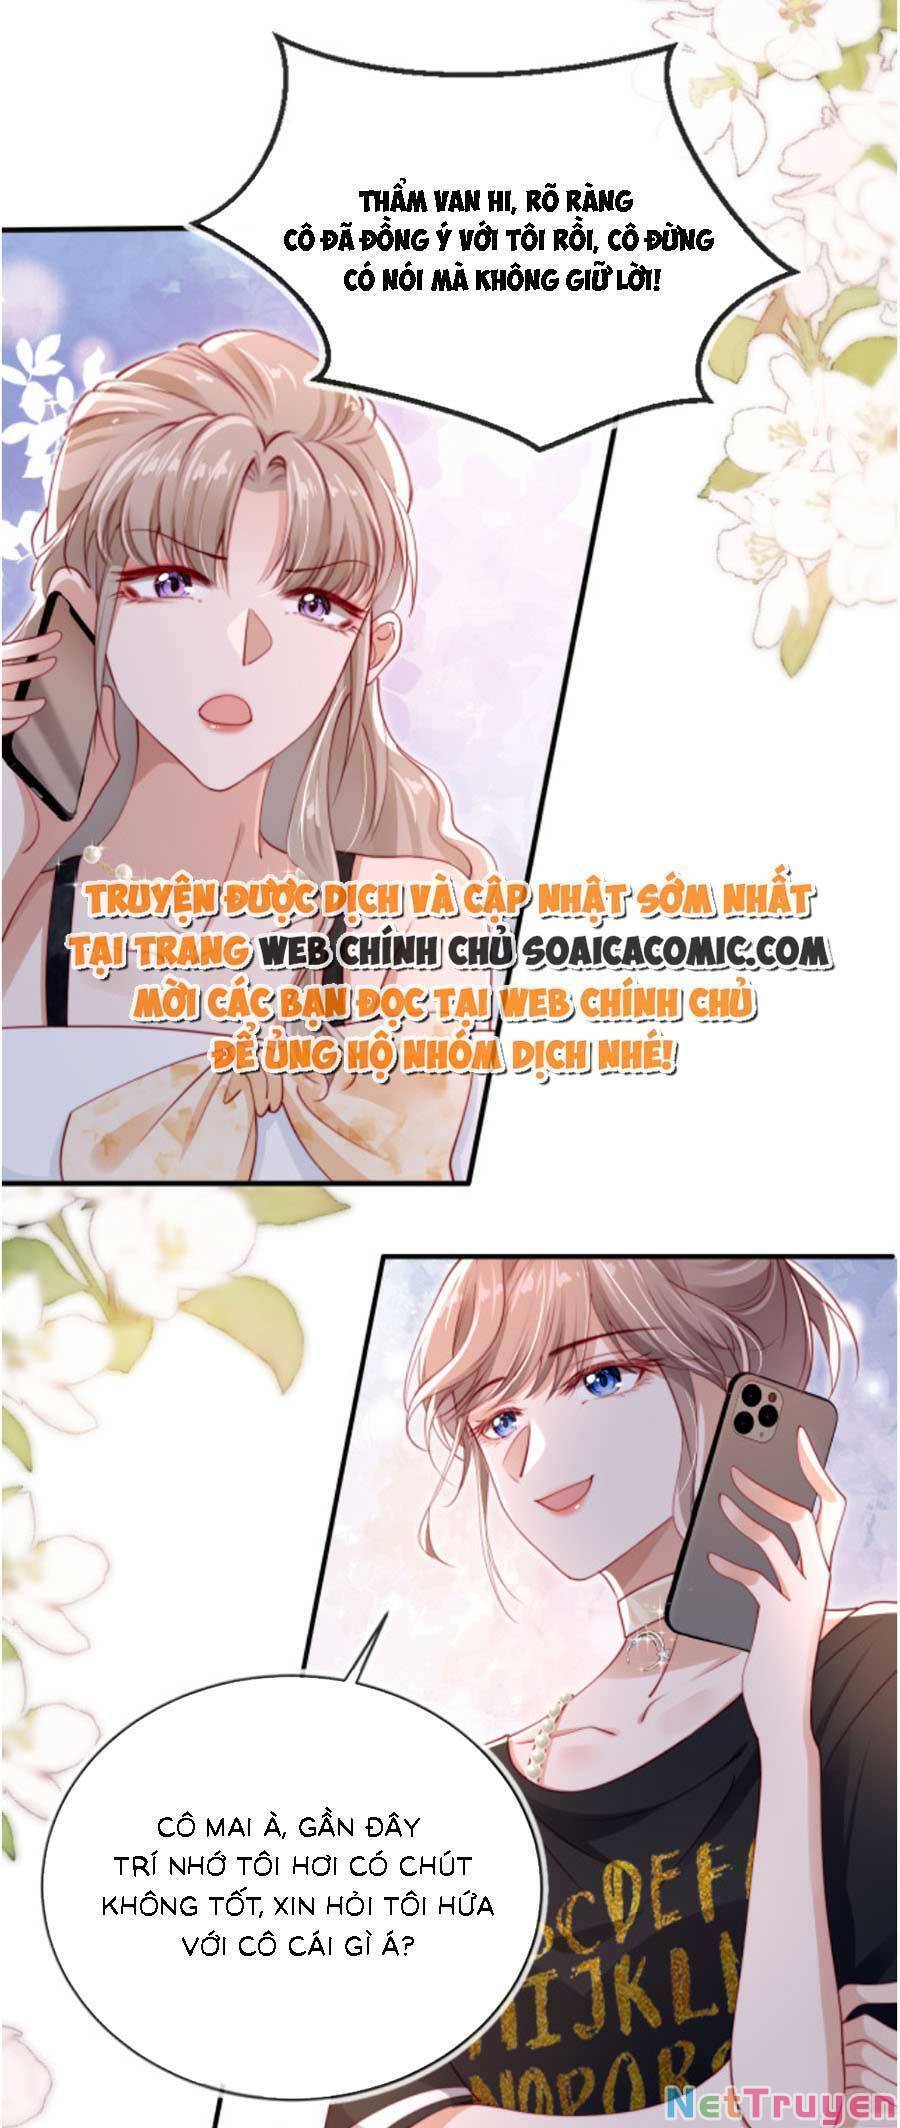 THẨM VAN HI, RÕ RÀNG
CÔ ĐÃ ĐỒNG Ý VỚI TÔI RỒI, CÔ ĐỪNG
CÓ NÓI MÀ KHÔNG GIỮ LỜI!
TRUYỆN ĐƯỢC DỊCH VÀ CẬP NHẬT SỚM NHẤT
TẠI TRANG WEB CHÍNH CHỦ SOAICACOMIC.COM
MỜI CÁC BẠN ĐỌC TẠI WEB CHÍNH CHỦ
ĐỂ ỦNG HỘ NHÓM DỊCH NHÉ!
CÔ MAI À, GẦN ĐÂY
TRÍ NHỚ TÔI HƠI CÓ CHÚT
KHÔNG TỐT, XIN HỎI TÔI HỨA
VỚI CÔ CÁI GÌ Á?
BCDEF
HIJKLM
NOPQRS
NetTruyen